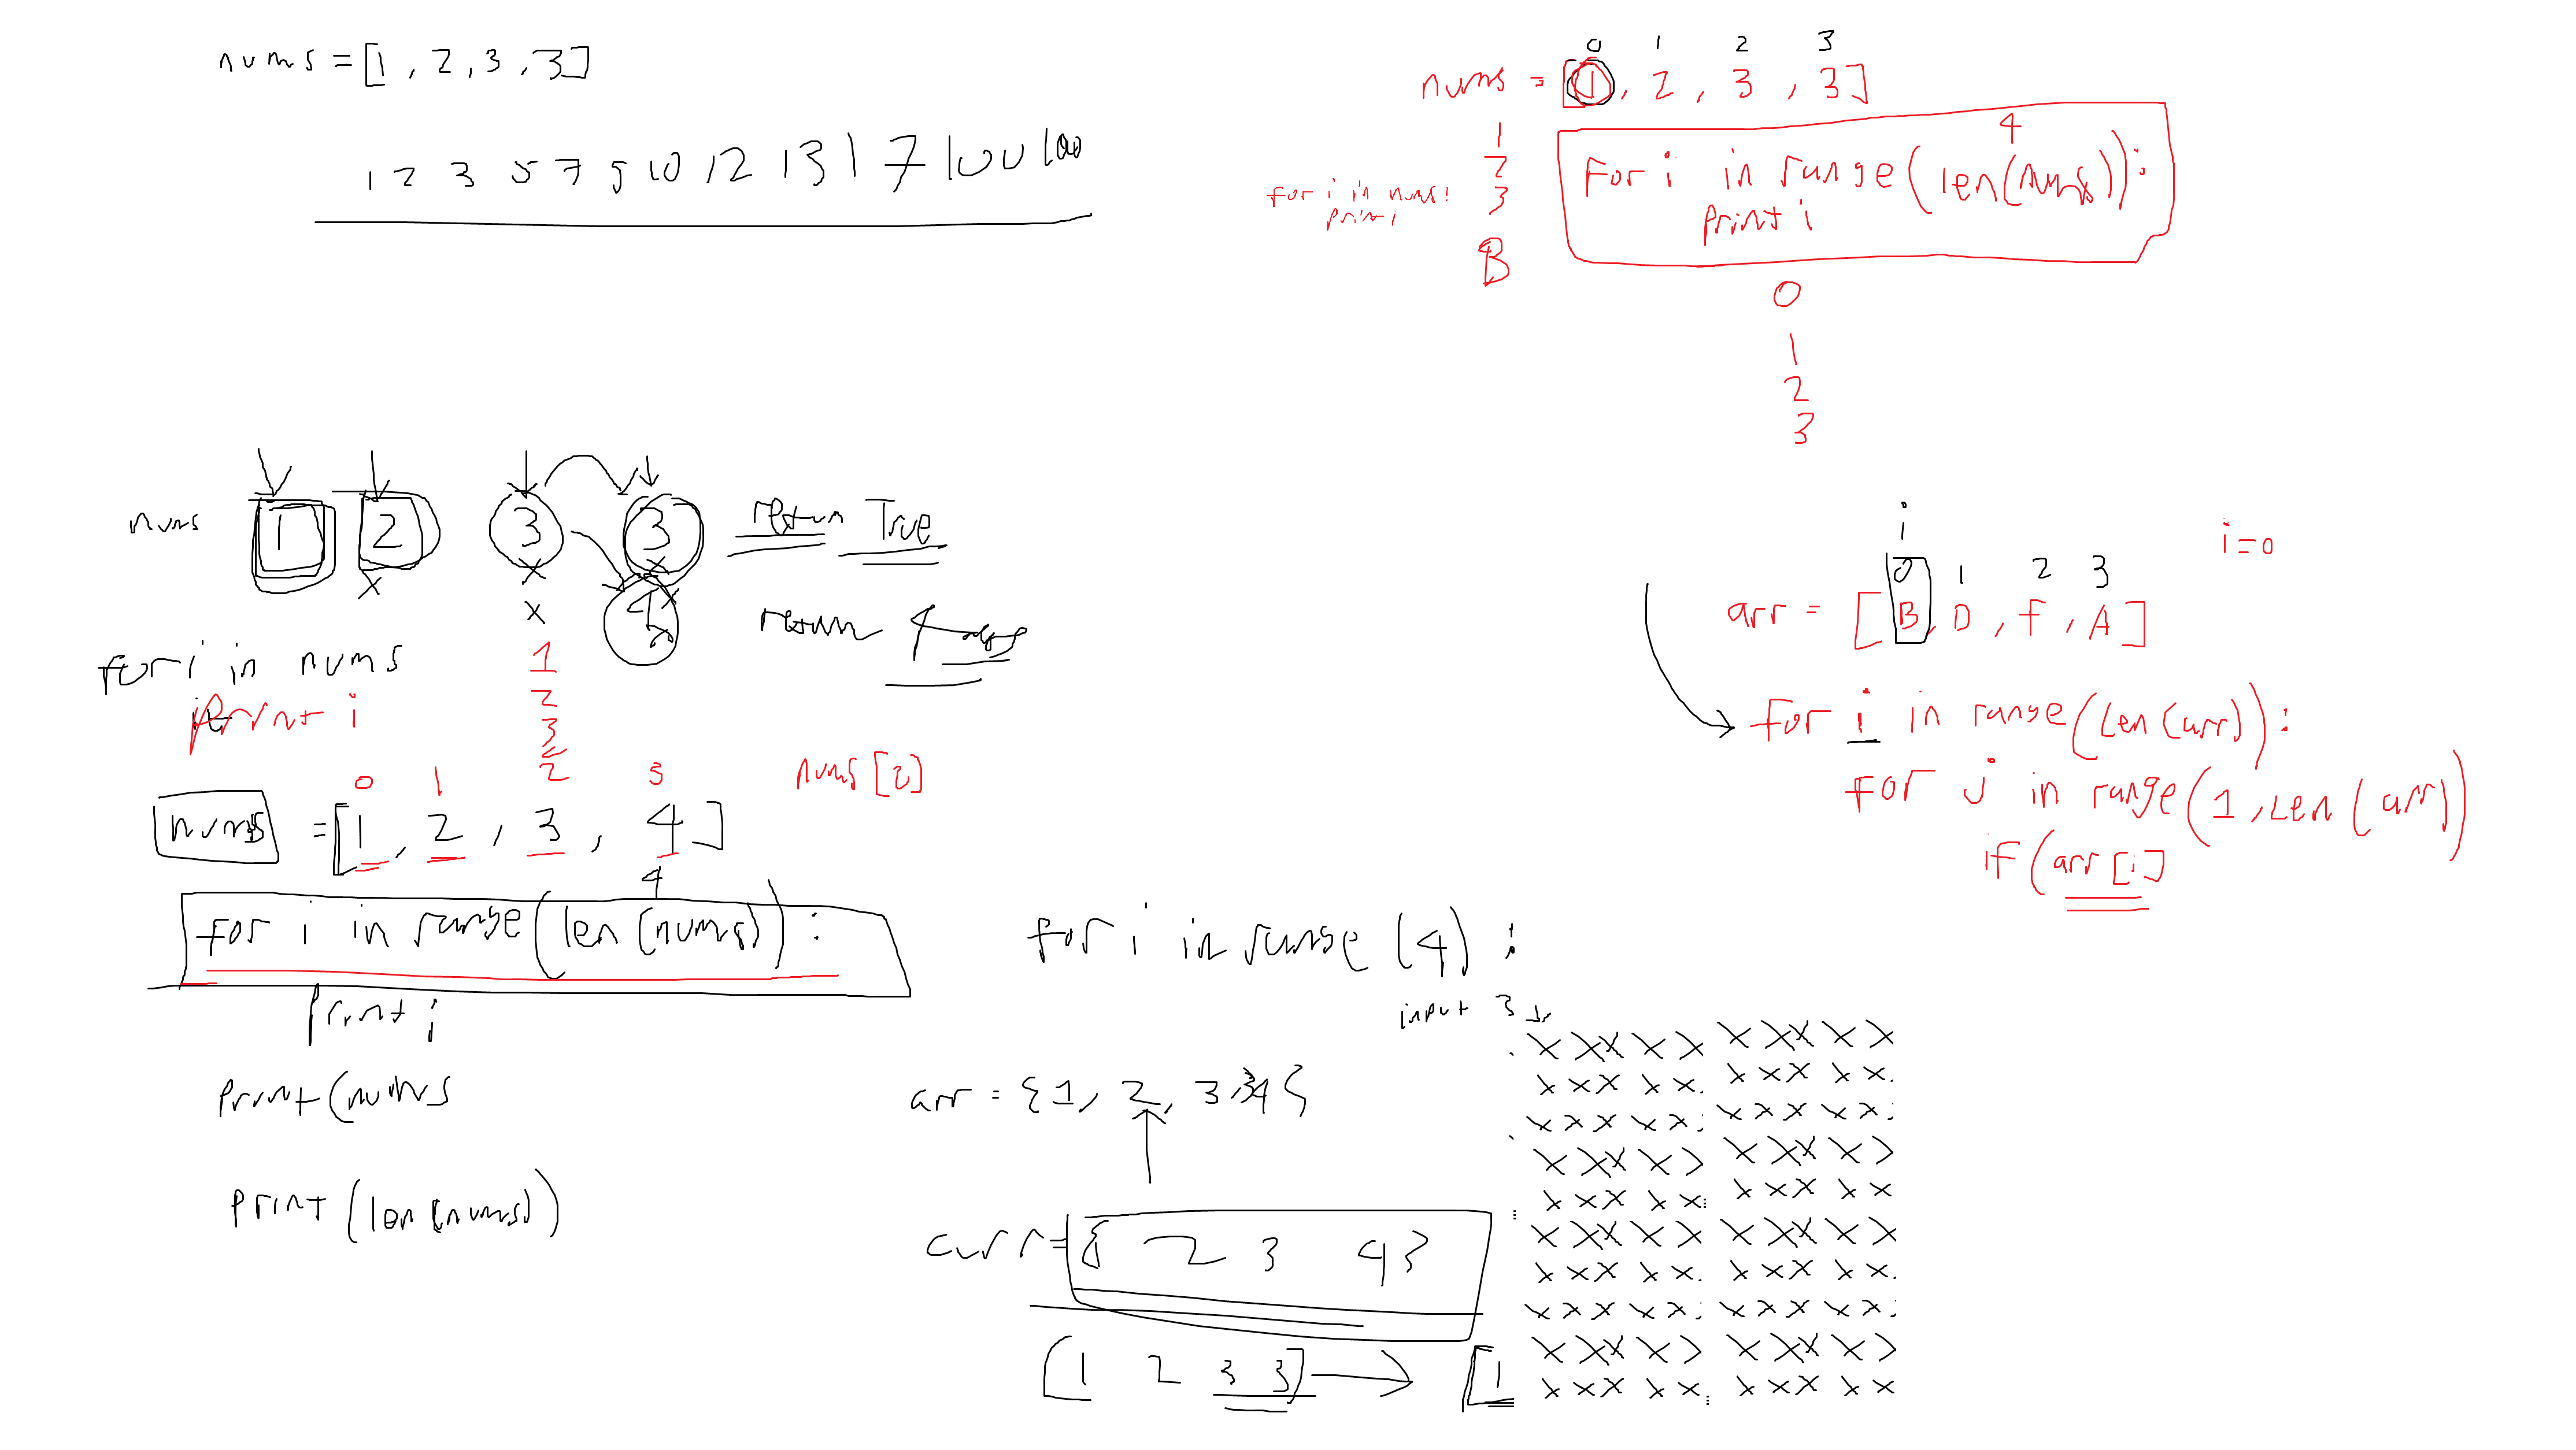 nums = [1, 2, 3, 3]
1 2 3 5 7 9 10 12 13 17 100 100
0 1 2 3
nums = [1, 2, 3, 3]
1
2
3
for i in nums:
print i
4
for i in range(len(nums)):
print i
0
1
2
3
nums 1 2 3 3 return True
4
return
for i in nums
print i
1
2
3
0 1 2 3
nums = [1, 2, 3, 4]
nums [2]
4
for i in range(len(nums)):
print i
print(nums
print(len(nums))
i
i=0
0 1 2 3
arr = [B, D, F, A]
for i in range(len(arr)):
for j in range(1, len(arr))
if(arr[i]
for i in range(4):
input 3
arr = {1, 2, 3, 4}
curr = { 2 3 4}
[1 2 3 3] → [1
x x x x x x x x x x
x x x x x x x x x x
x x x x x x x x x x
x x x x x x x x x x
x x x x x x x x x x
x x x x x x x x x x
x x x x x x x x x x
x x x x x x x x x x
x x x x x x x x x x
x x x x x x x x x x